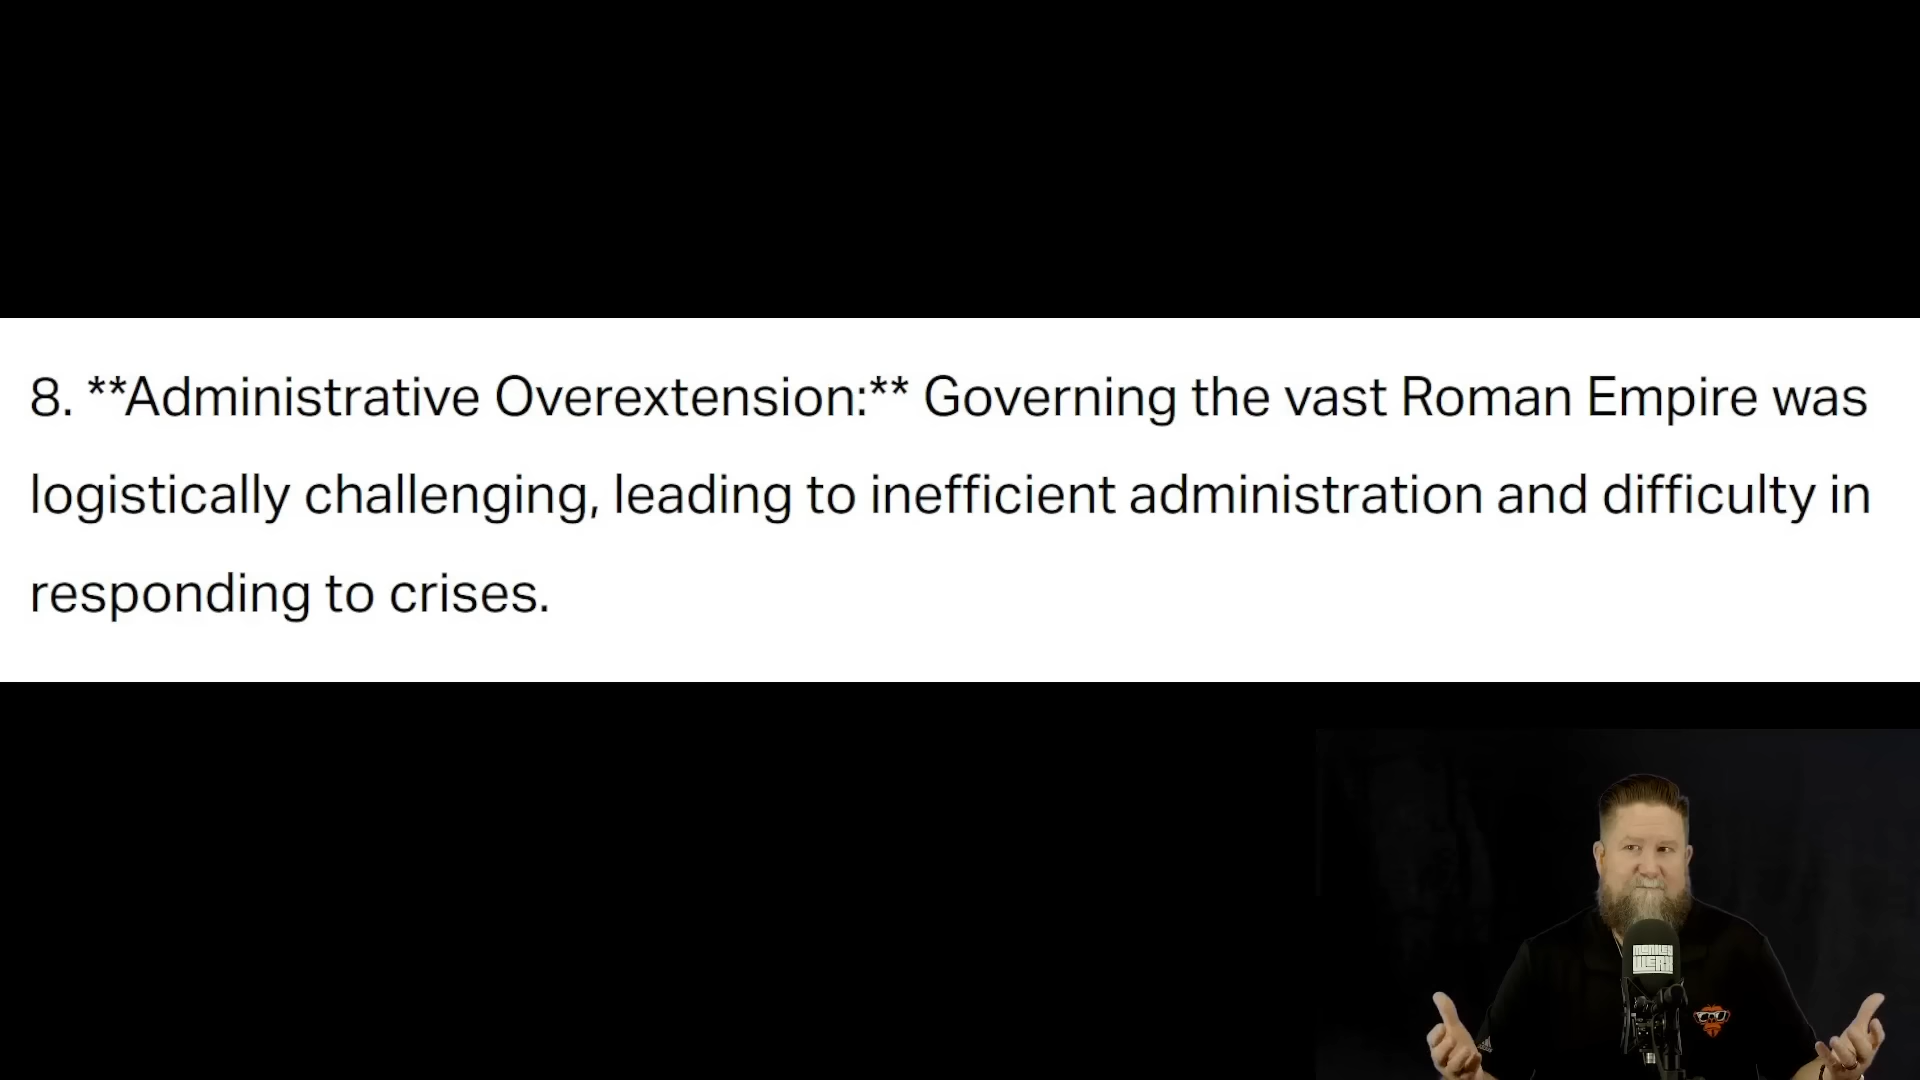 8. **Administrative Overextension:** Governing the vast Roman Empire was
logistically challenging, leading to inefficient administration and difficulty in
responding to crises.